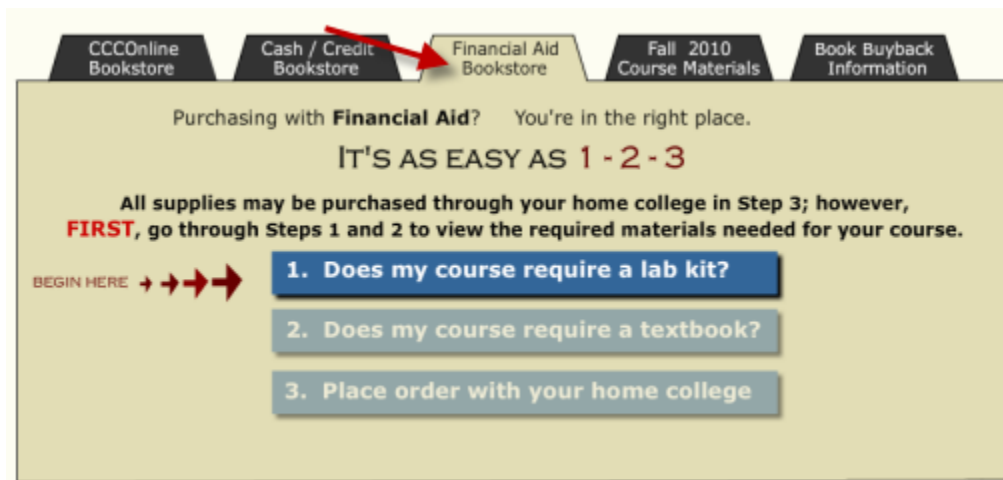 CCCOnline
Bookstore
Cash / Credit
Bookstore
Financial Aid
Bookstore
Fall 2010
Course Materials
Book Buyback
Information
Purchasing with Financial Aid? You're in the right place.
IT'S AS EASY AS 1 - 2 - 3
All supplies may be purchased through your home college in Step 3; however,
FIRST, go through Steps 1 and 2 to view the required materials needed for your course.
BEGIN HERE
1. Does my course require a lab kit?
2. Does my course require a textbook?
3. Place order with your home college